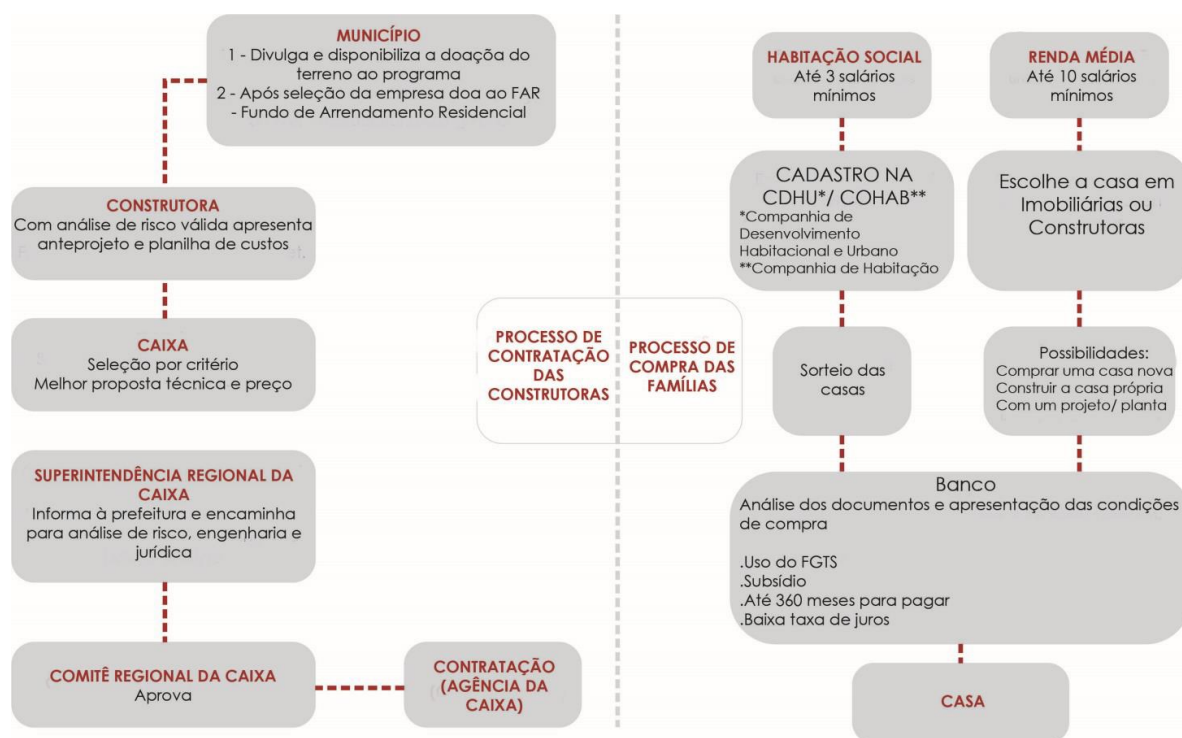 MUNICÍPIO
1 - Divulga e disponibiliza a doaçõa do
terreno ao programa
2 - Após seleção da empresa doa ao FAR
- Fundo de Arrendamento Residencial
CONSTRUTORA
Com análise de risco válida apresenta
anteprojeto e planilha de custos
CAIXA
Seleção por critério
Melhor proposta técnica e preço
SUPERINTENDÊNCIA REGIONAL DA
CAIXA
Informa à prefeitura e encaminha
para análise de risco, engenharia e
jurídica
COMITÊ REGIONAL DA CAIXA
Aprova
CONTRATAÇÃO
(AGÊNCIA DA
CAIXA)
PROCESSO DE
CONTRATAÇÃO
DAS
CONSTRUTORAS
PROCESSO DE
COMPRA DAS
FAMÍLIAS
HABITAÇÃO SOCIAL
Até 3 salários
mínimos
CADASTRO NA
CDHU*/ COHAB**
*Companhia de
Desenvolvimento
Habitacional e Urbano
**Companhia de Habitação
Sorteio das
casas
RENDA MÉDIA
Até 10 salários
mínimos
Escolhe a casa em
Imobiliárias ou
Construtoras
Possibilidades:
Comprar uma casa nova
Construir a casa própria
Com um projeto/ planta
Banco
Análise dos documentos e apresentação das condições
de compra
.Uso do FGTS
.Subsídio
.Até 360 meses para pagar
.Baixa taxa de juros
CASA